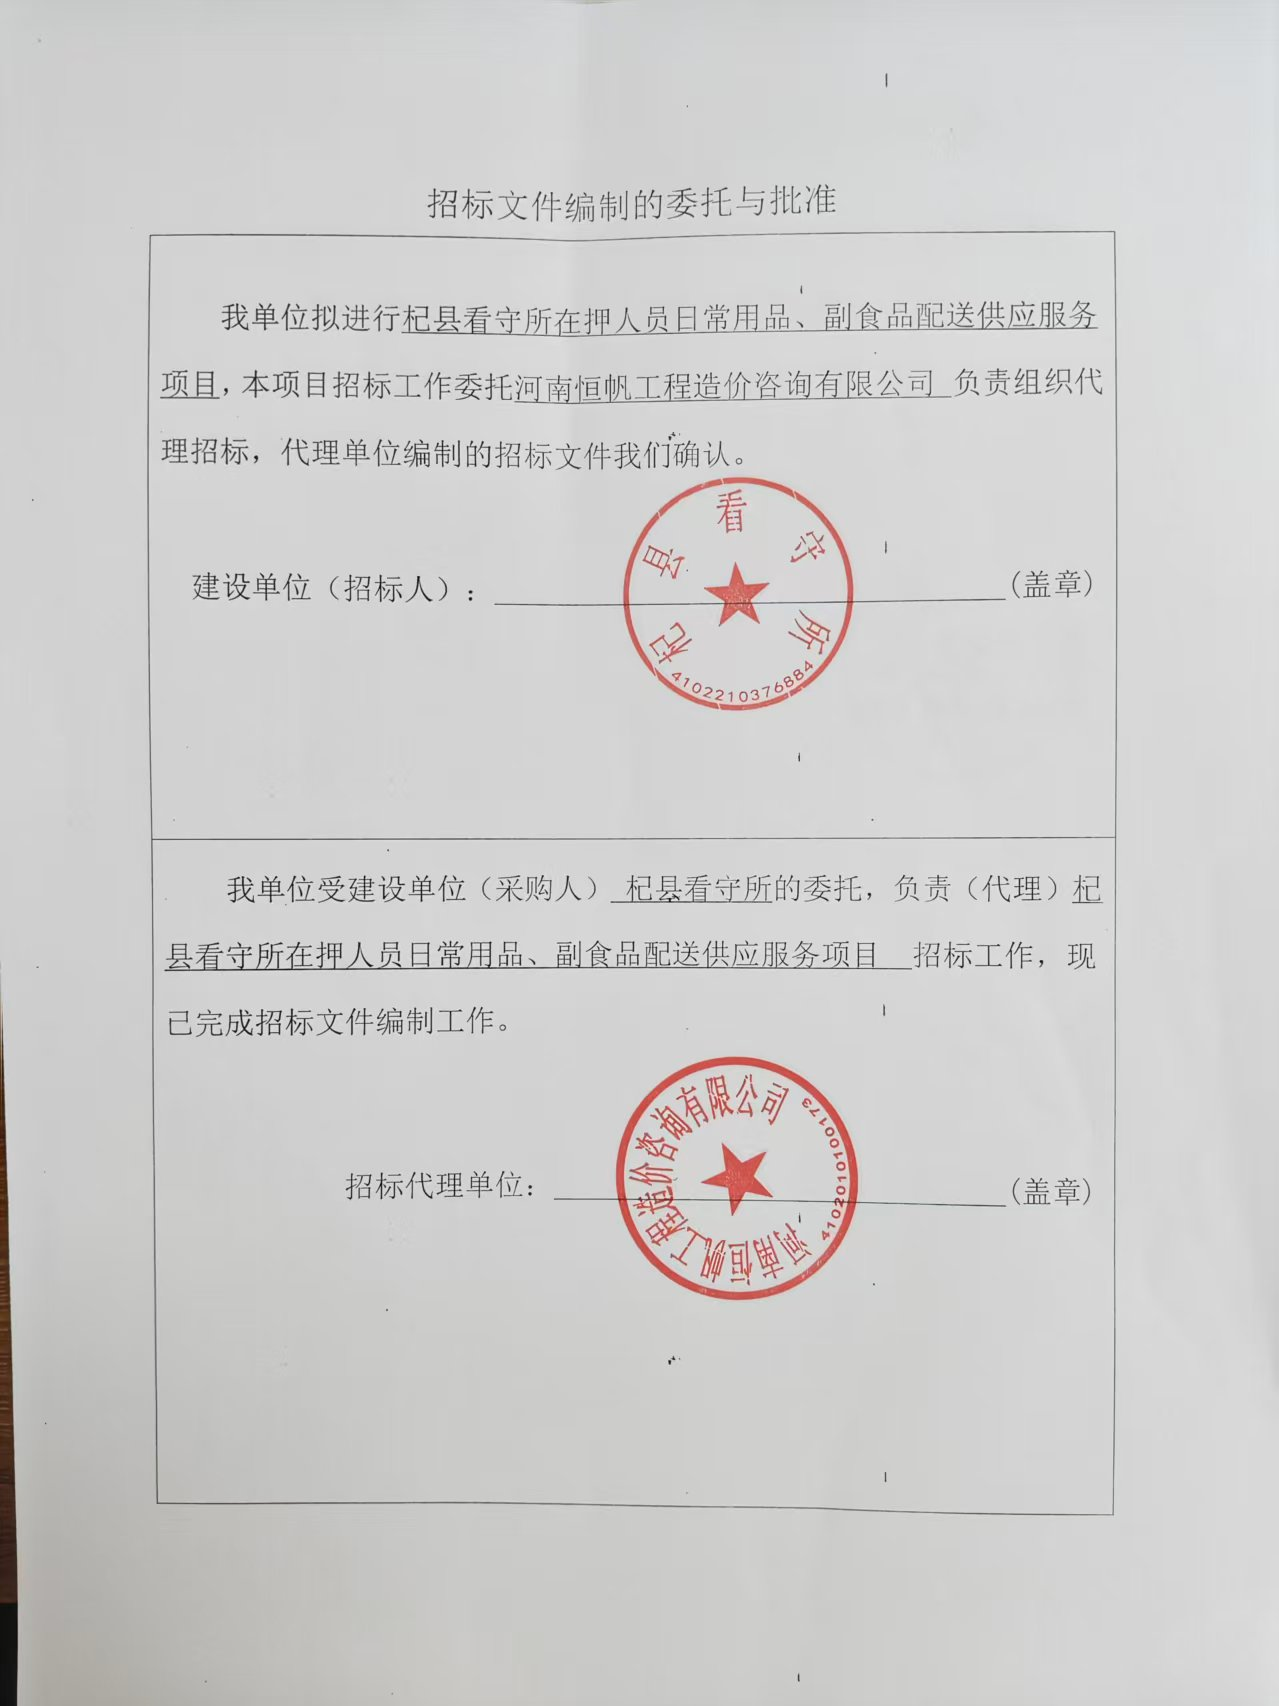 招标文件编制的委托与批准
我单位拟进行杞县看守所在押人员日常用品、副食品配送供应服务
项目，本项目招标工作委托河南恒帆工程造价咨询有限公司 负责组织代
理招标，代理单位编制的招标文件我们确认。
建设单位（招标人）：
(盖章)
杞县看守所
4102210376884
我单位受建设单位（采购人） 杞县看守所的委托，负责（代理）杞
县看守所在押人员日常用品、副食品配送供应服务项目 招标工作，现
已完成招标文件编制工作。
招标代理单位：
(盖章)
河南恒帆工程造价咨询有限公司
4102010100173